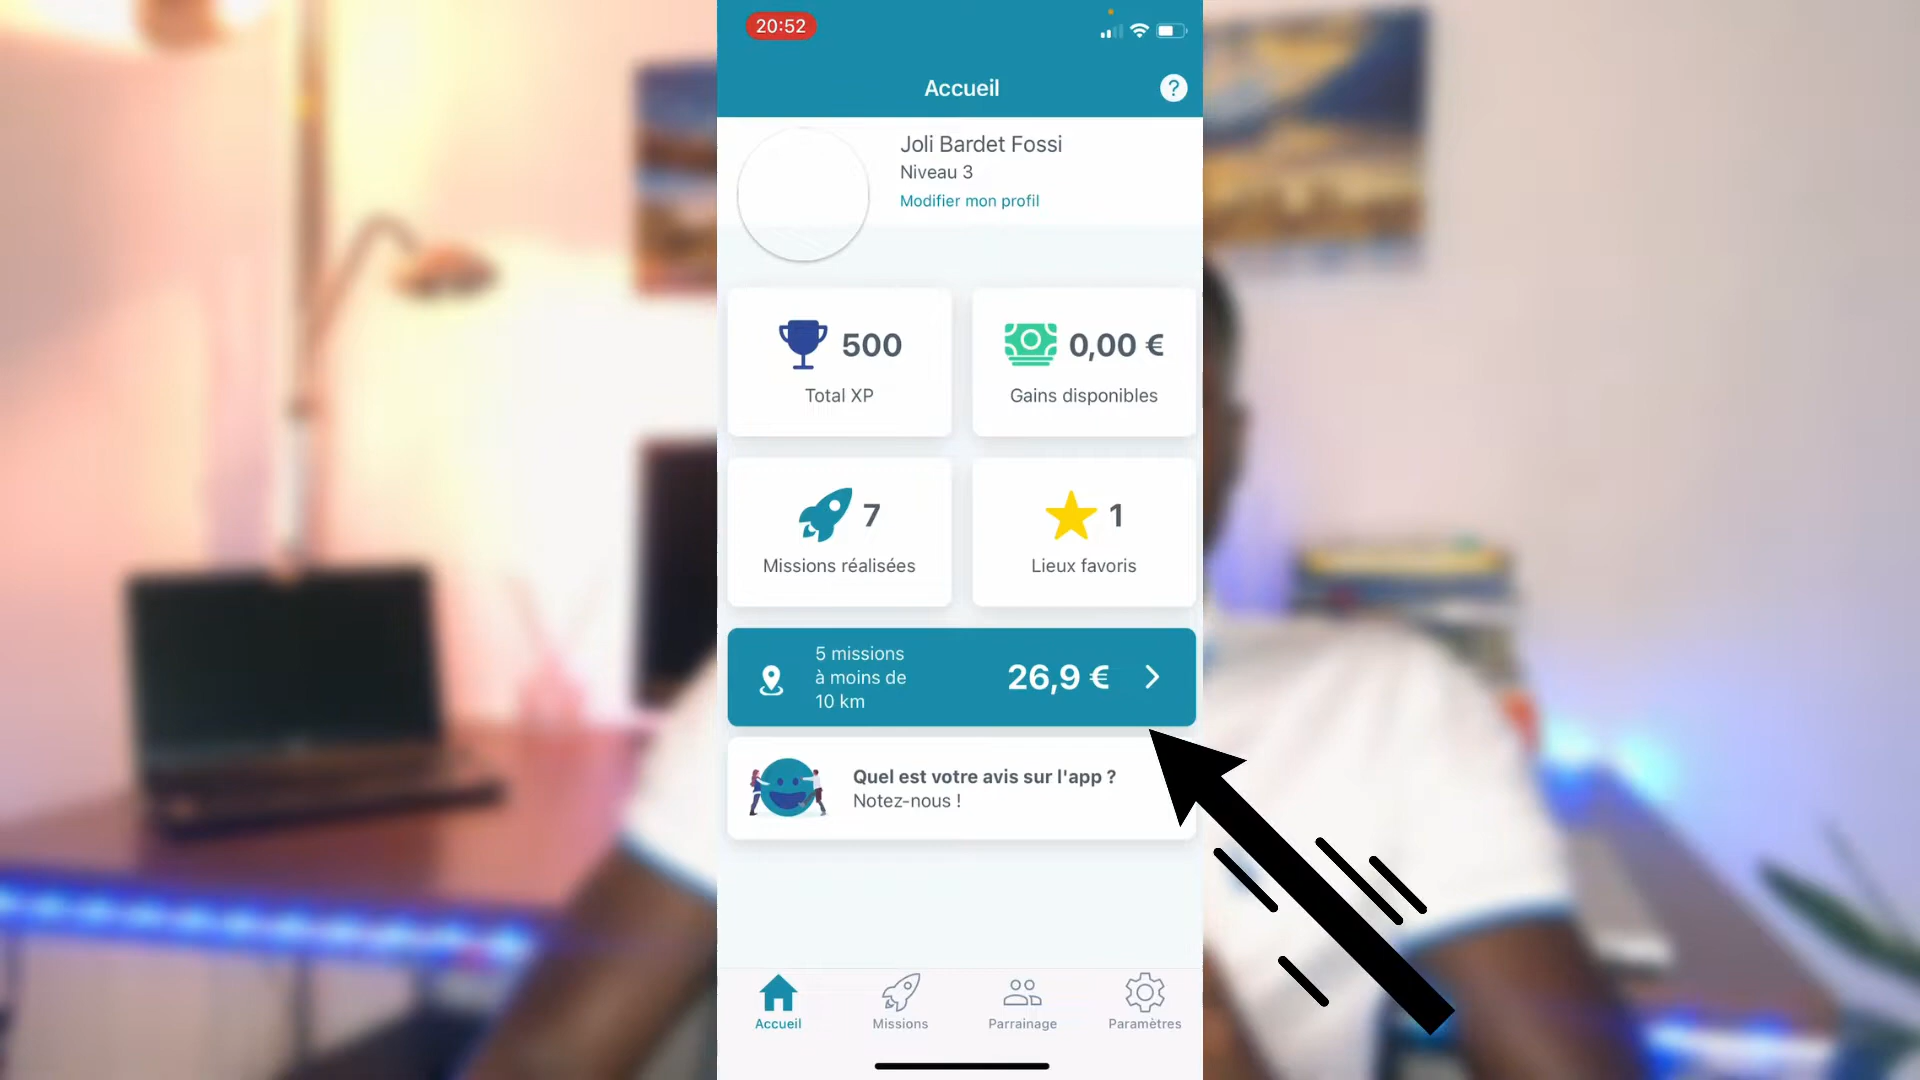 20:52
Accueil
?
Joli Bardet Fossi
Niveau 3
Modifier mon profil
500
Total XP
0,00 €
Gains disponibles
7
Missions réalisées
1
Lieux favoris
5 missions
à moins de
10 km
26,9 €
Quel est votre avis sur l'app ?
Notez-nous !
Accueil
Missions
Parrainage
Paramètres